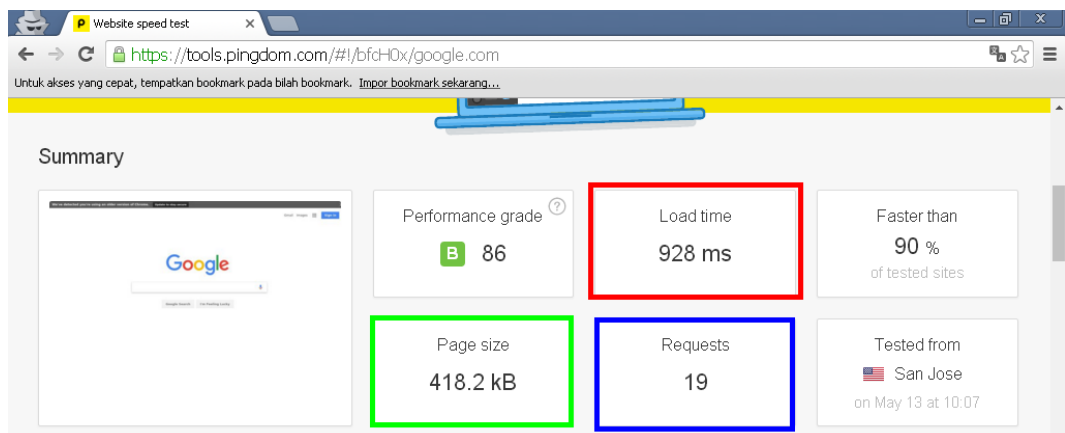 Website speed test
https://tools.pingdom.com/#!/bfcH0x/google.com
Untuk akses yang cepat, tempatkan bookmark pada bilah bookmark. Impor bookmark sekarang...
Summary
Performance grade ?
B 86
Load time
928 ms
Faster than
90 %
of tested sites
Google
Page size
418.2 kB
Requests
19
Tested from
San Jose
on May 13 at 10:07